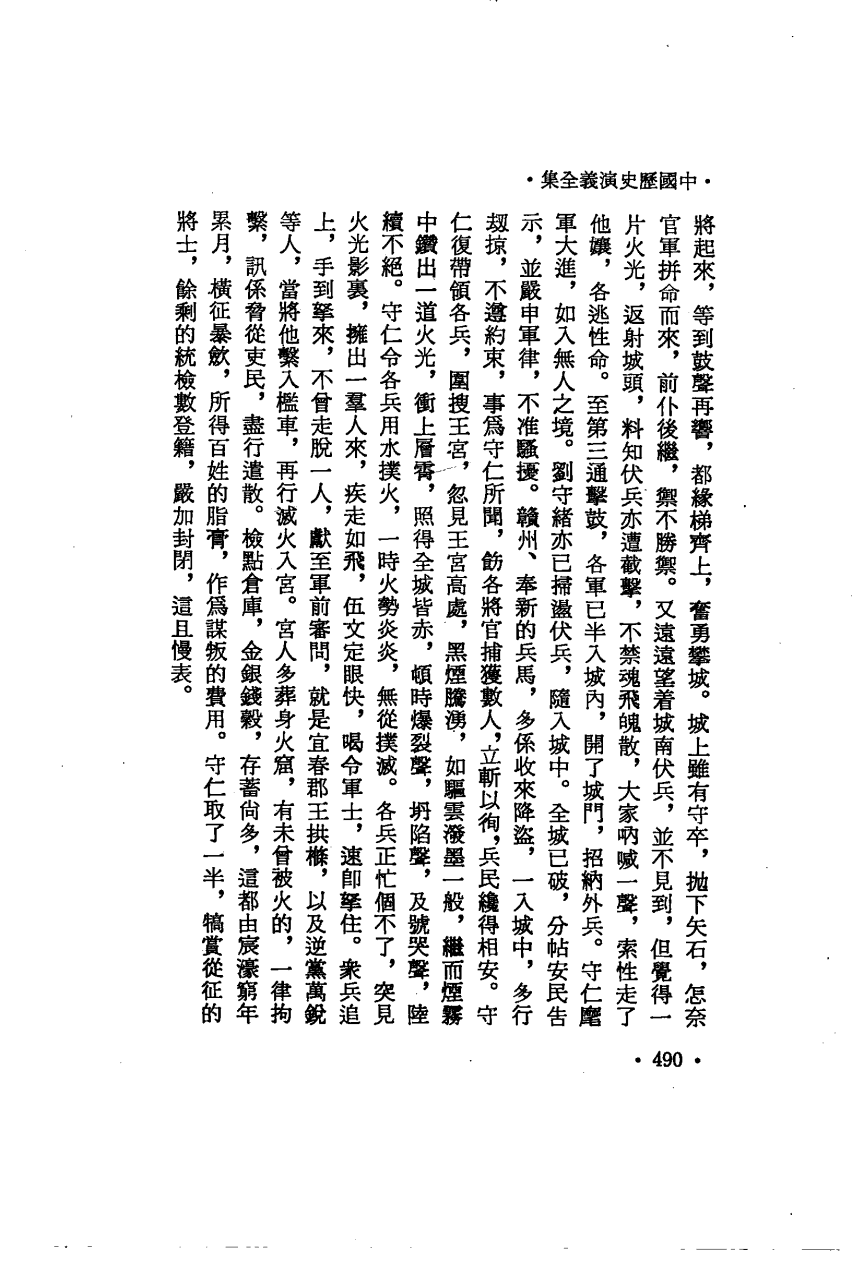 ・中國歷史演義全集・
將起來，等到鼓聲再響，都緣梯齊上，奮勇攀城。城上雖有守卒，拋下矢石，怎奈
官軍拼命而來，前仆後繼，禦不勝禦。又遠遠望着城南伏兵，並不見到，但覺得一
片火光，返射城頭，料知伏兵亦遭截擊，不禁魂飛魄散，大家吶喊一聲，索性走了
他孃，各逃性命。至第三通擊鼓，各軍已半入城內，開了城門，招納外兵。守仁麾
軍大進，如入無人之境。劉守緒亦已掃盪伏兵，隨入城中。全城已破，分帖安民告
示，並嚴申軍律，不准騷擾。贛州、奉新的兵馬，多係收來降盜，一入城中，多行
刼掠，不遵約束，事爲守仁所聞，飭各將官捕獲數人，立斬以徇，兵民纔得相安。守
仁復帶領各兵，圍搜王宮，忽見王宮高處，黑煙騰湧，如驅雲潑墨一般，繼而煙霧
中鑽出一道火光，衝上層霄，照得全城皆赤，頓時爆裂聲，坍陷聲，及號哭聲，陸
續不絕。守仁令各兵用水撲火，一時火勢炎炎，無從撲滅。各兵正忙個不了，突見
火光影裏，擁出一羣人來，疾走如飛，伍文定眼快，喝令軍士，速卽拏住。衆兵追
上，手到拏來，不曾走脫一人，獻至軍前審問，就是宜春郡王拱樤，以及逆黨萬銳
等人，當將他繫入檻車，再行滅火入宮。宮人多葬身火窟，有未曾被火的，一律拘
繫，訊係脅從吏民，盡行遣散。檢點倉庫，金銀錢穀，存蓄尙多，這都由宸濠窮年
累月，橫征暴歛，所得百姓的脂膏，作爲謀叛的費用。守仁取了一半，犒賞從征的
將士，餘剩的統檢數登籍，嚴加封閉，這且慢表。
・490・